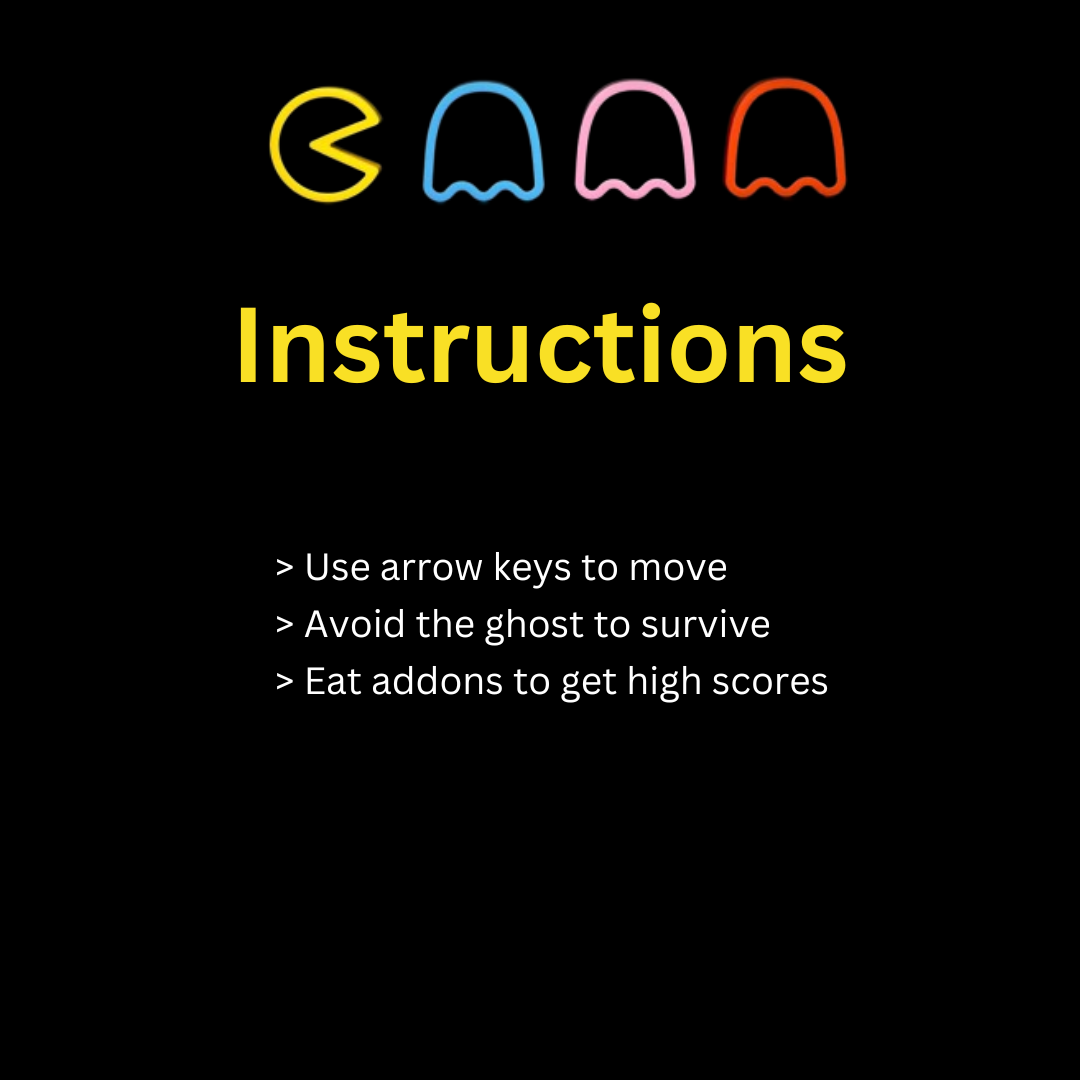 Instructions
> Use arrow keys to move
> Avoid the ghost to survive
> Eat addons to get high scores